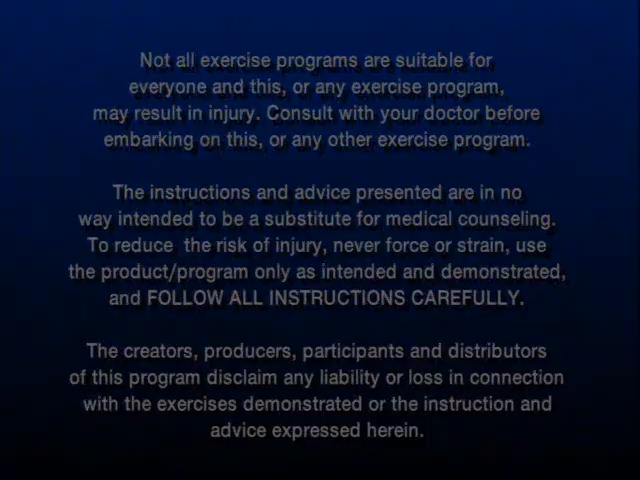 Not all exercise programs are suitable for
everyone and this, or any exercise program,
may result in injury. Consult with your doctor before
embarking on this, or any other exercise program.
The instructions and advice presented are in no
way intended to be a substitute for medical counseling.
To reduce the risk of injury, never force or strain, use
the product/program only as intended and demonstrated,
and FOLLOW ALL INSTRUCTIONS CAREFULLY.
The creators, producers, participants and distributors
of this program disclaim any liability or loss in connection
with the exercises demonstrated or the instruction and
advice expressed herein.